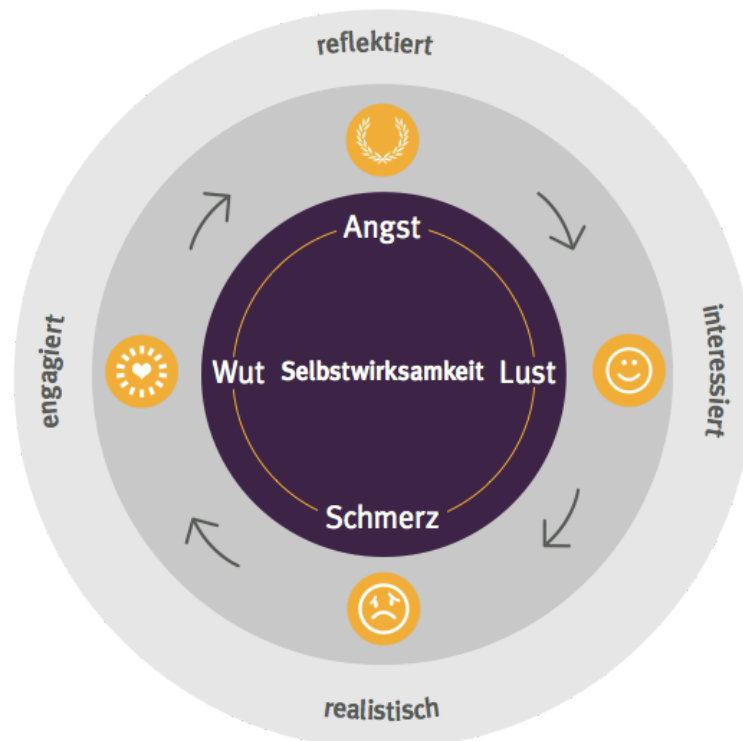 reflektiert
Angst
engagiert
Wut
Selbstwirksamkeit
Lust
interessiert
Schmerz
realistisch